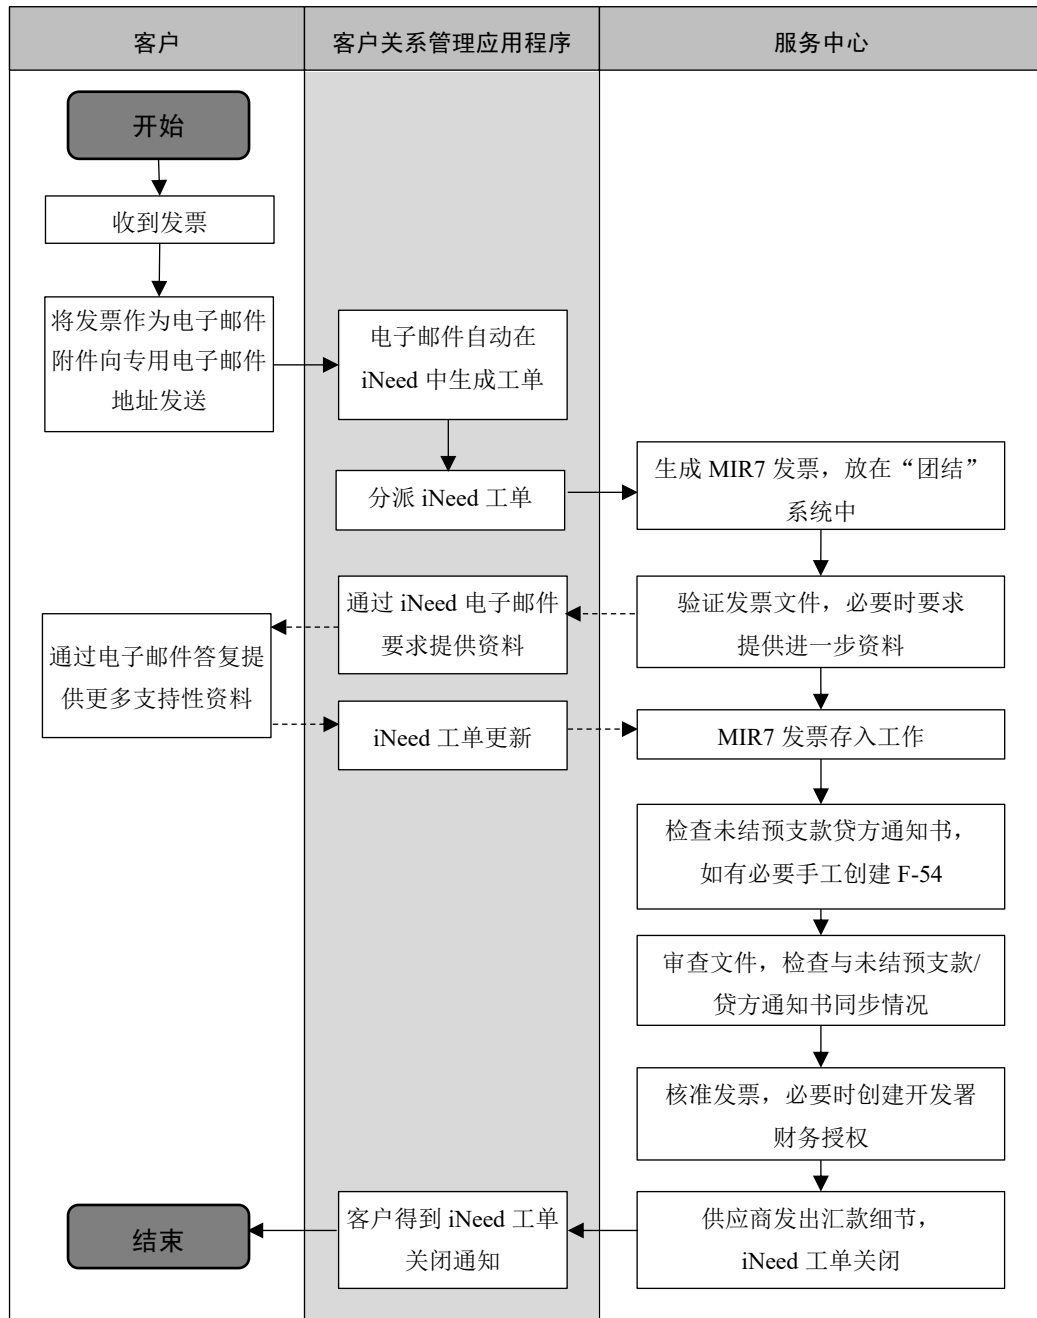 客户
客户关系管理应用程序
服务中心
开始
收到发票
将发票作为电子邮件
附件向专用电子邮件
地址发送
电子邮件自动在
iNeed 中生成工单
分派 iNeed 工单
生成 MIR7 发票，放在“团结”
系统中
验证发票文件，必要时要求
提供进一步资料
通过 iNeed 电子邮件
要求提供资料
通过电子邮件答复提
供更多支持性资料
iNeed 工单更新
MIR7 发票存入工作
检查未结预支款贷方通知书，
如有必要手工创建 F-54
审查文件，检查与未结预支款/
贷方通知书同步情况
核准发票，必要时创建开发署
财务授权
供应商发出汇款细节，
iNeed 工单关闭
客户得到 iNeed 工单
关闭通知
结束